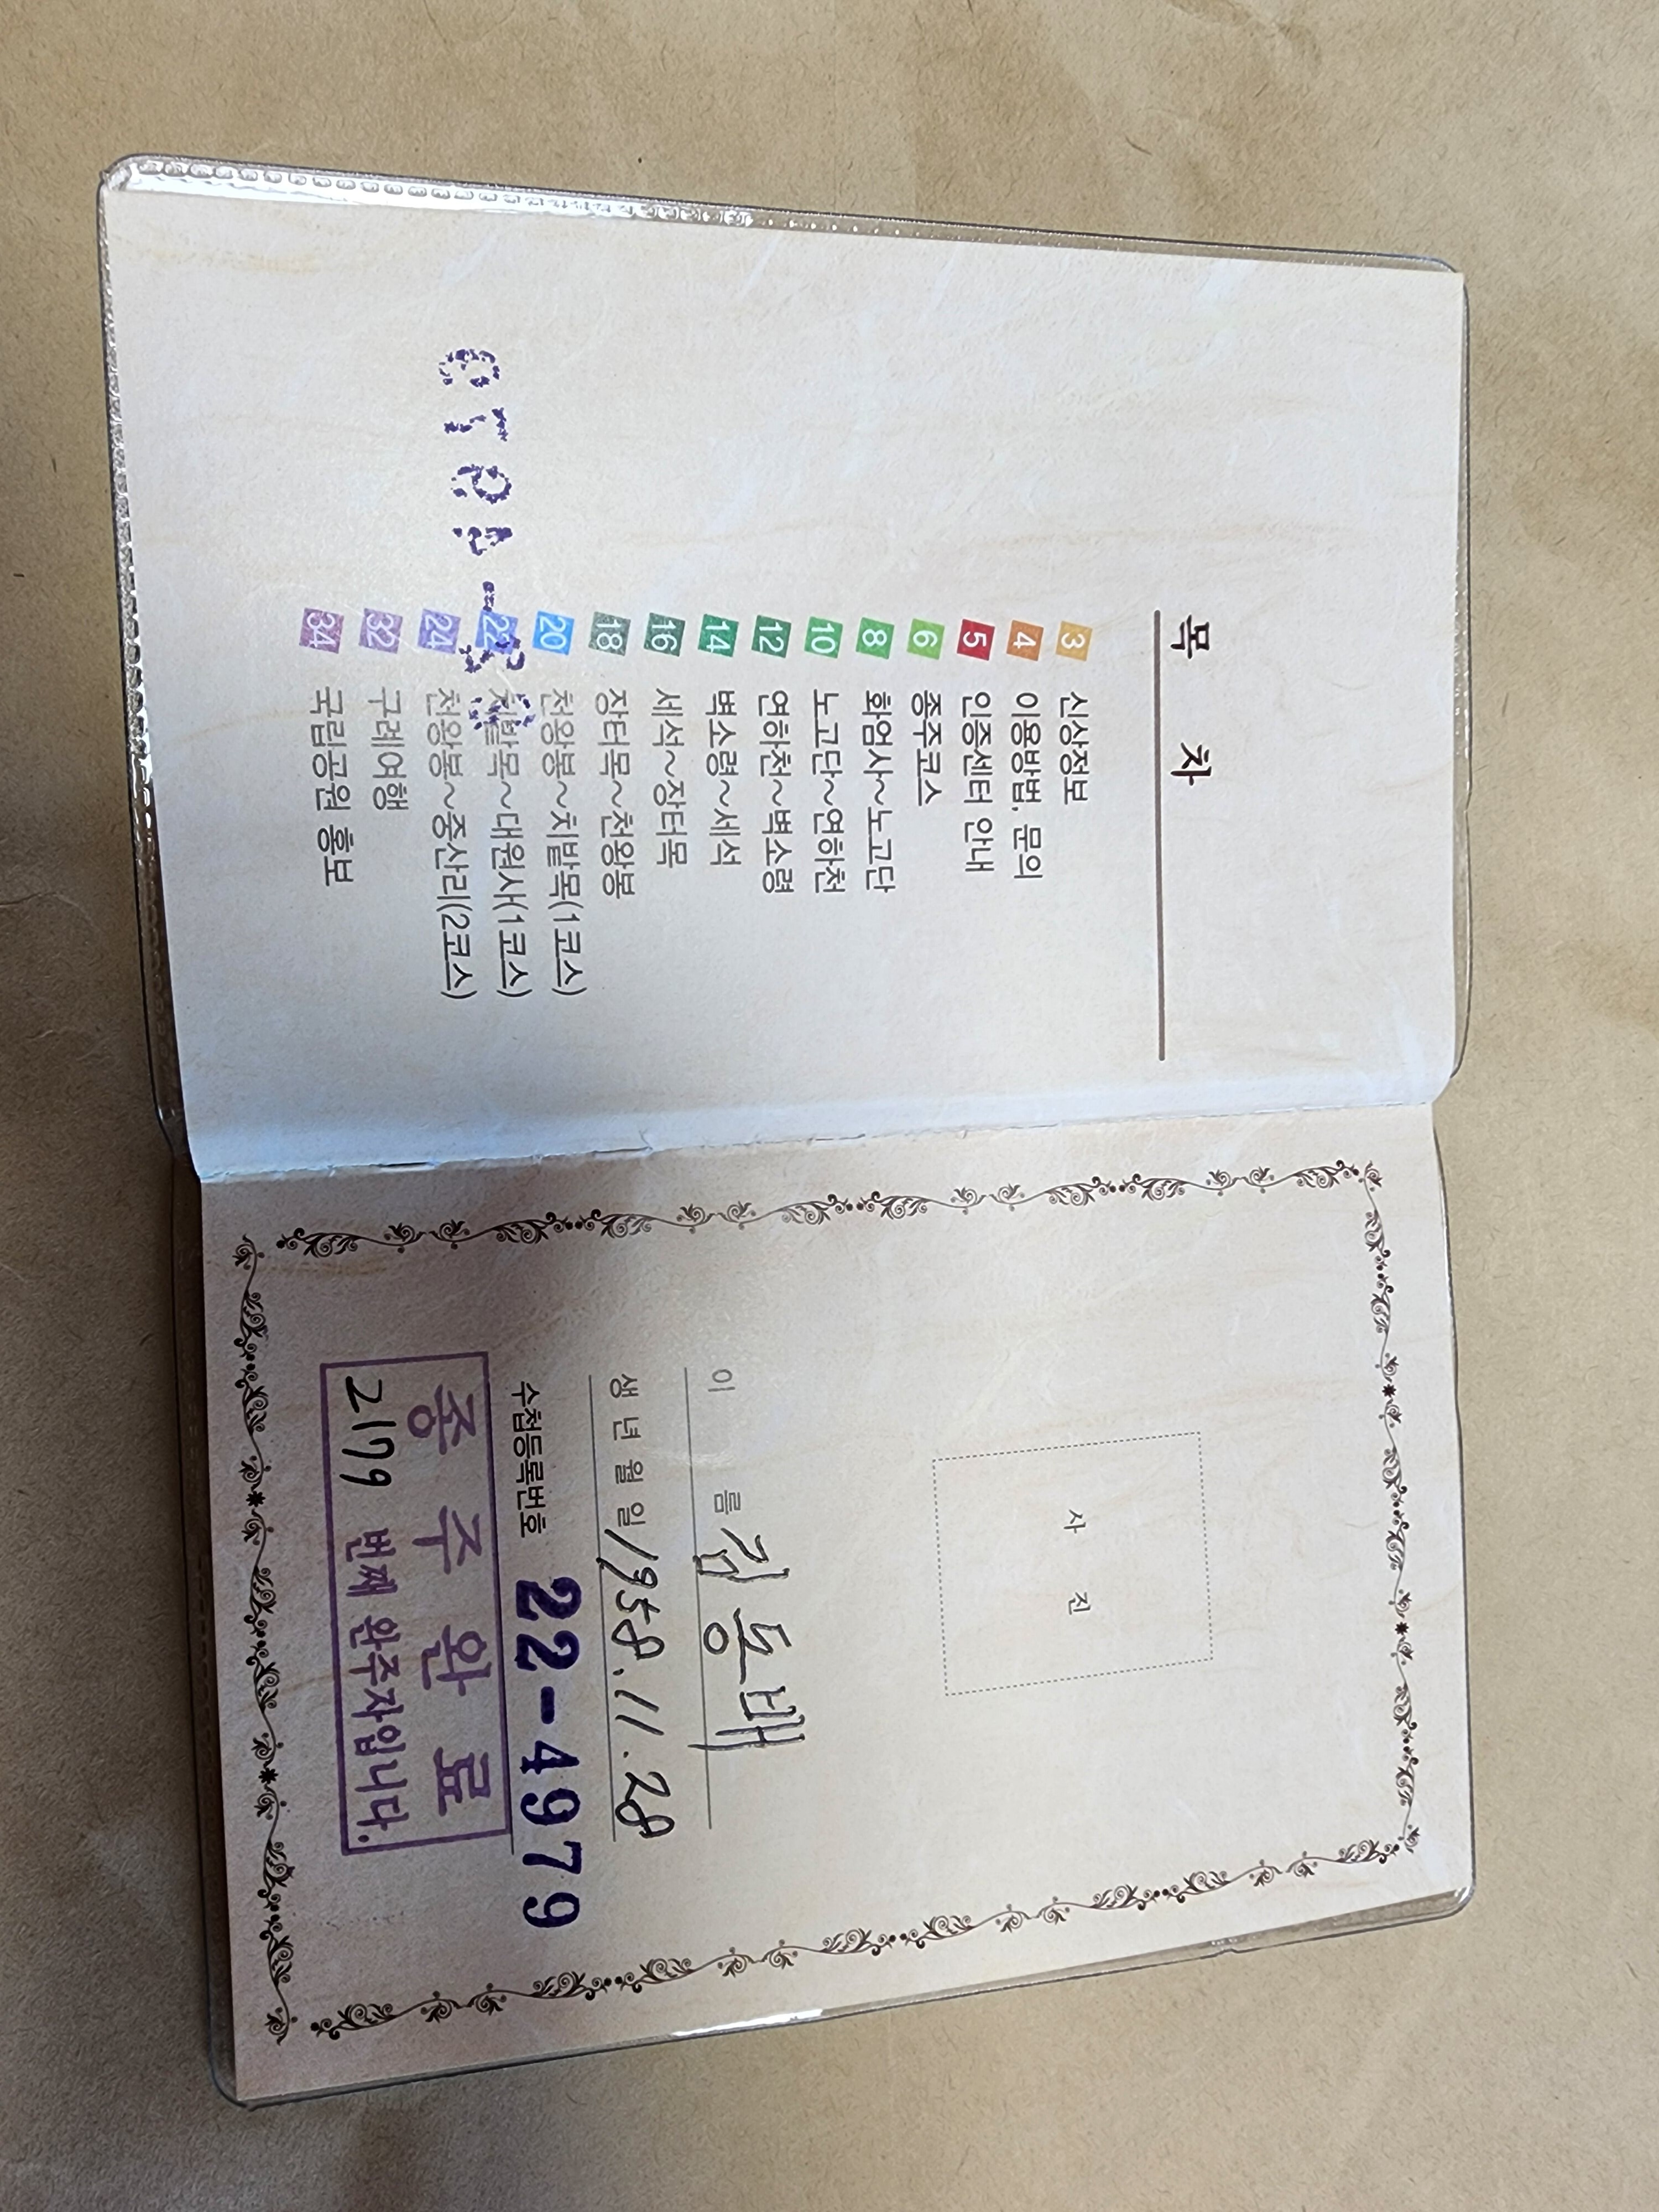 목 차
3 신상정보
4 이용방법, 문의
5 인증센터 안내
6 종주코스
8 화엄사~노고단
10 노고단~연하천
12 연하천~벽소령
14 벽소령~세석
16 세석~장터목
18 장터목~천왕봉
20 천왕봉~치밭목(1코스)
22 치밭목~대원사(1코스)
24 천왕봉~중산리(2코스)
32 구례여행
34 국립공원 홍보
사 진
이 름 김동배
생년월일 1958.11.28
수첩등록번호 22-4979
종주완료
2179 번째 완주자입니다.